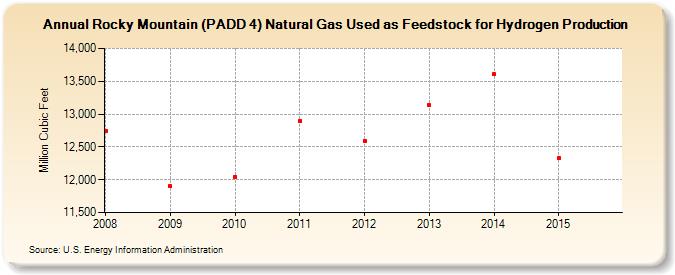 Annual Rocky Mountain (PADD 4) Natural Gas Used as Feedstock for Hydrogen Production
Million Cubic Feet
14,000
13,500
13,000
12,500
12,000
11,500
2008 2009 2010 2011 2012 2013 2014 2015
Source: U.S. Energy Information Administration